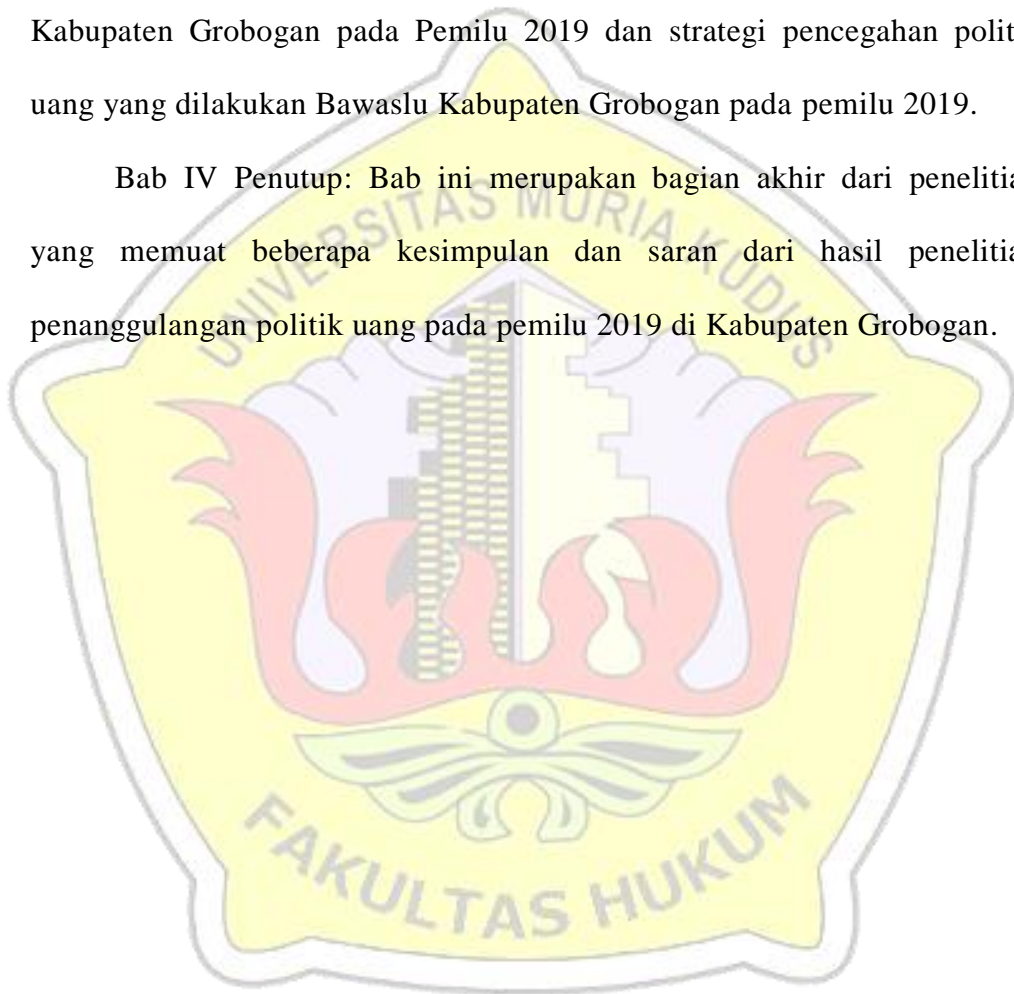 Kabupaten Grobogan pada Pemilu 2019 dan strategi pencegahan polit
uang yang dilakukan Bawaslu Kabupaten Grobogan pada pemilu 2019.
Bab IV Penutup: Bab ini merupakan bagian akhir dari peneliti
yang memuat beberapa kesimpulan dan saran dari hasil peneliti
penanggulangan politik uang pada pemilu 2019 di Kabupaten Grobogan.
UNIVERSITAS MURIA KUDUS
FAKULTAS HUKUM